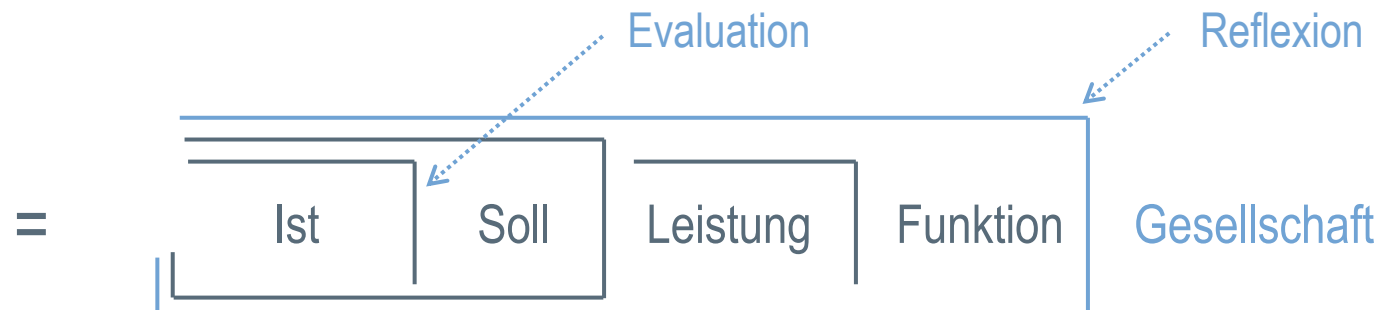 Evaluation Reflexion
= Ist Soll Leistung Funktion Gesellschaft